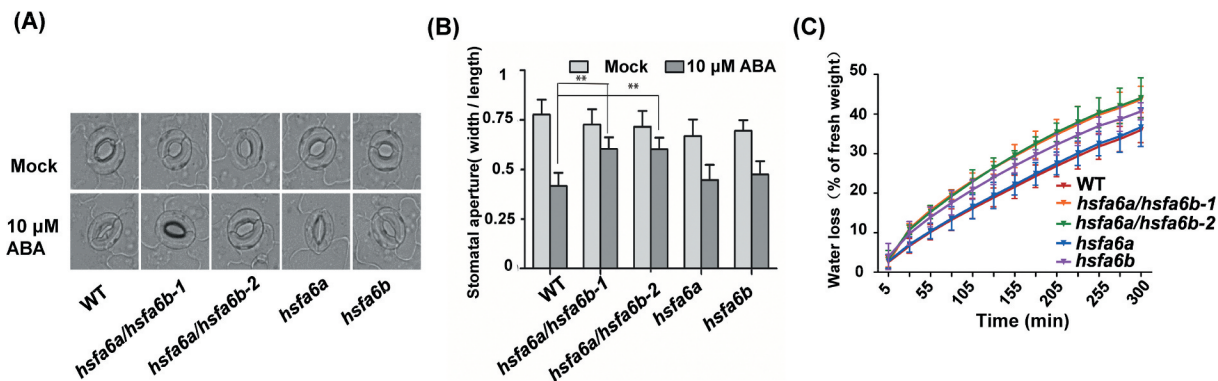 (A)
Mock
10 µM
ABA
WT
hsfa6a/hsfa6b-1
hsfa6a/hsfa6b-2
hsfa6a
hsfa6b
(B)
Mock
10 µM ABA
**
**
Stomatal aperture( width / length)
0.75
0.5
0.25
0
WT
hsfa6a/hsfa6b-1
hsfa6a/hsfa6b-2
hsfa6a
hsfa6b
(C)
Water loss (% of fresh weight)
50
40
30
20
10
0
5
55
105
155
205
255
300
Time (min)
WT
hsfa6a/hsfa6b-1
hsfa6a/hsfa6b-2
hsfa6a
hsfa6b